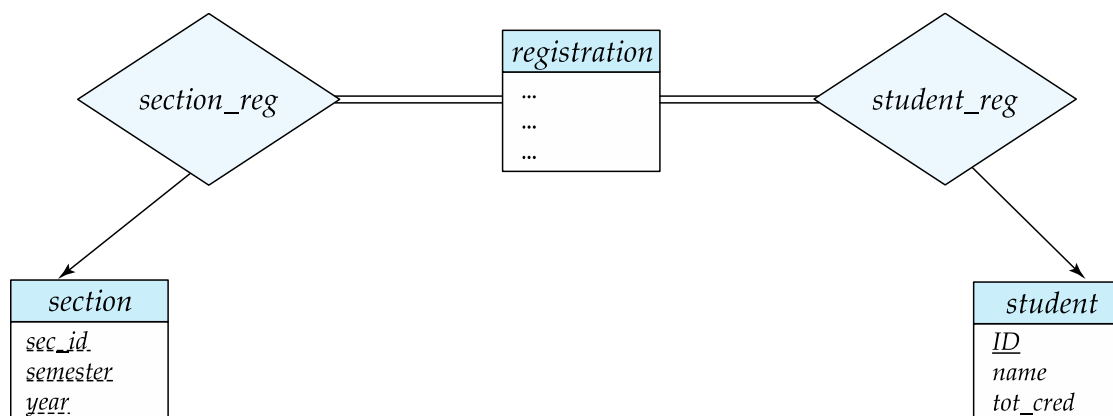 registration
section_reg
...
student_reg
...
...
section
student
sec_id
ID
semester
name
year
tot_cred